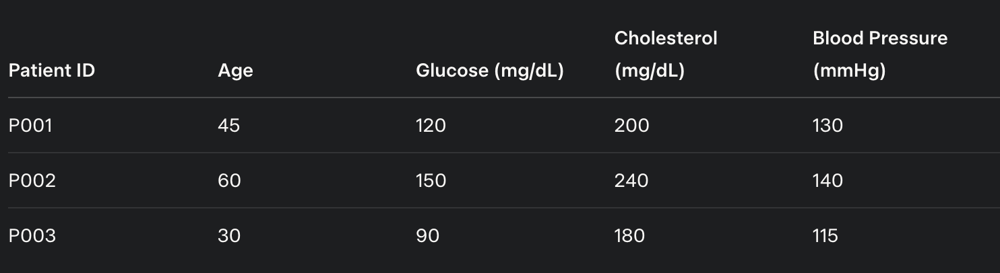 Patient ID Age Glucose (mg/dL) Cholesterol (mg/dL) Blood Pressure (mmHg)
P001 45 120 200 130
P002 60 150 240 140
P003 30 90 180 115